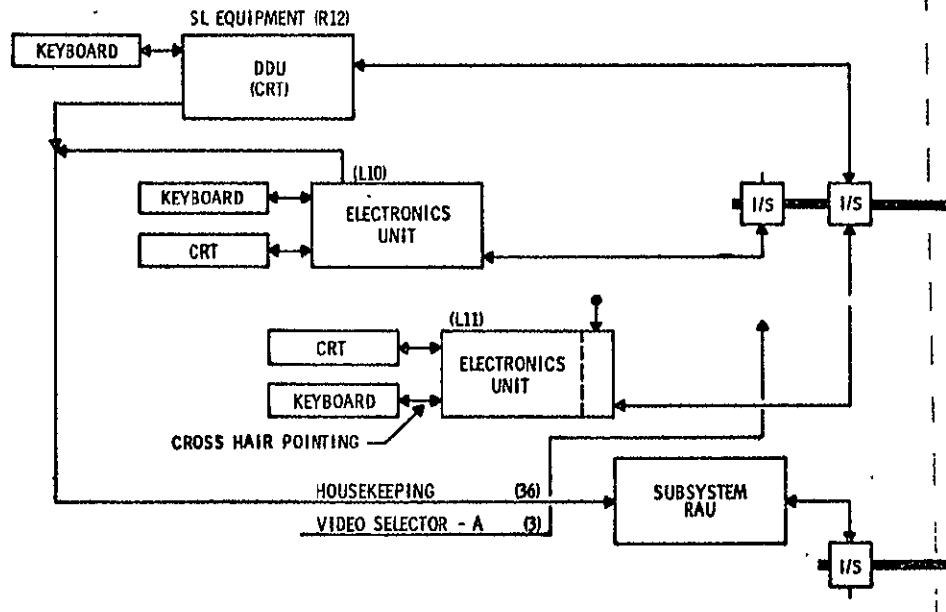 SL EQUIPMENT (R12)
KEYBOARD
DDU
(CRT)
(L10)
KEYBOARD
ELECTRONICS
UNIT
CRT
I/S
I/S
(L11)
CRT
ELECTRONICS
UNIT
KEYBOARD
CROSS HAIR POINTING
HOUSEKEEPING (36)
SUBSYSTEM
RAU
VIDEO SELECTOR - A (3)
I/S